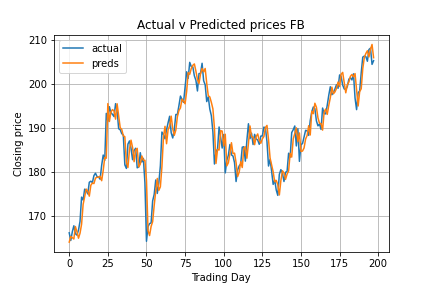 Actual v Predicted prices FB
actual
preds
Closing price
210
200
190
180
170
0 25 50 75 100 125 150 175 200
Trading Day